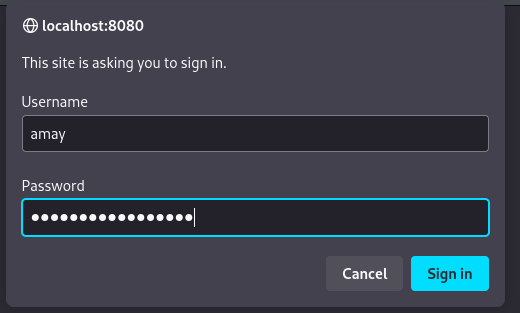 localhost:8080
This site is asking you to sign in.
Username
amay
Password
•••••••••••••••••
Cancel Sign in